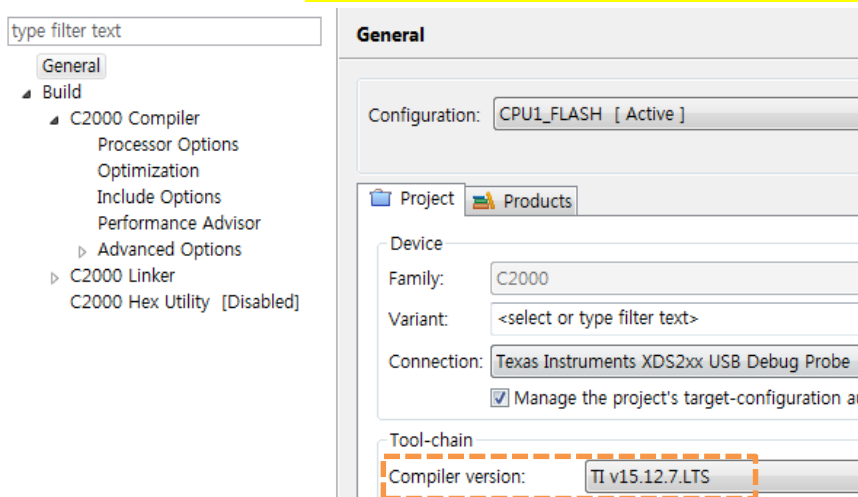 type filter text
General
Build
C2000 Compiler
Processor Options
Optimization
Include Options
Performance Advisor
Advanced Options
C2000 Linker
C2000 Hex Utility [Disabled]
General
Configuration: CPU1_FLASH [ Active ]
Project Products
Device
Family: C2000
Variant: <select or type filter text>
Connection: Texas Instruments XDS2xx USB Debug Probe
Manage the project's target-configuration
Tool-chain
Compiler version: TI v15.12.7.LTS